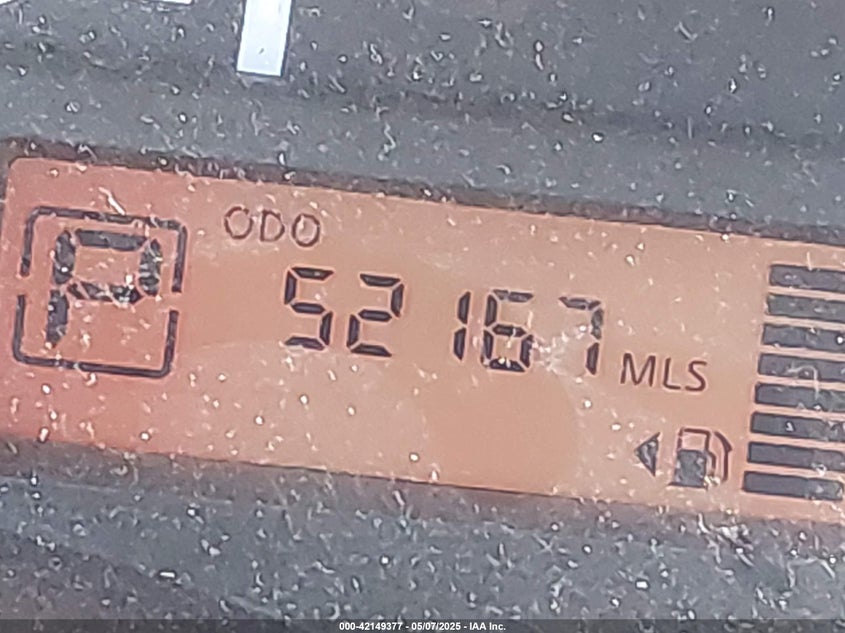 ODO
P
52167 MLS
000-42149377 - 05/07/2025 - IAA Inc.